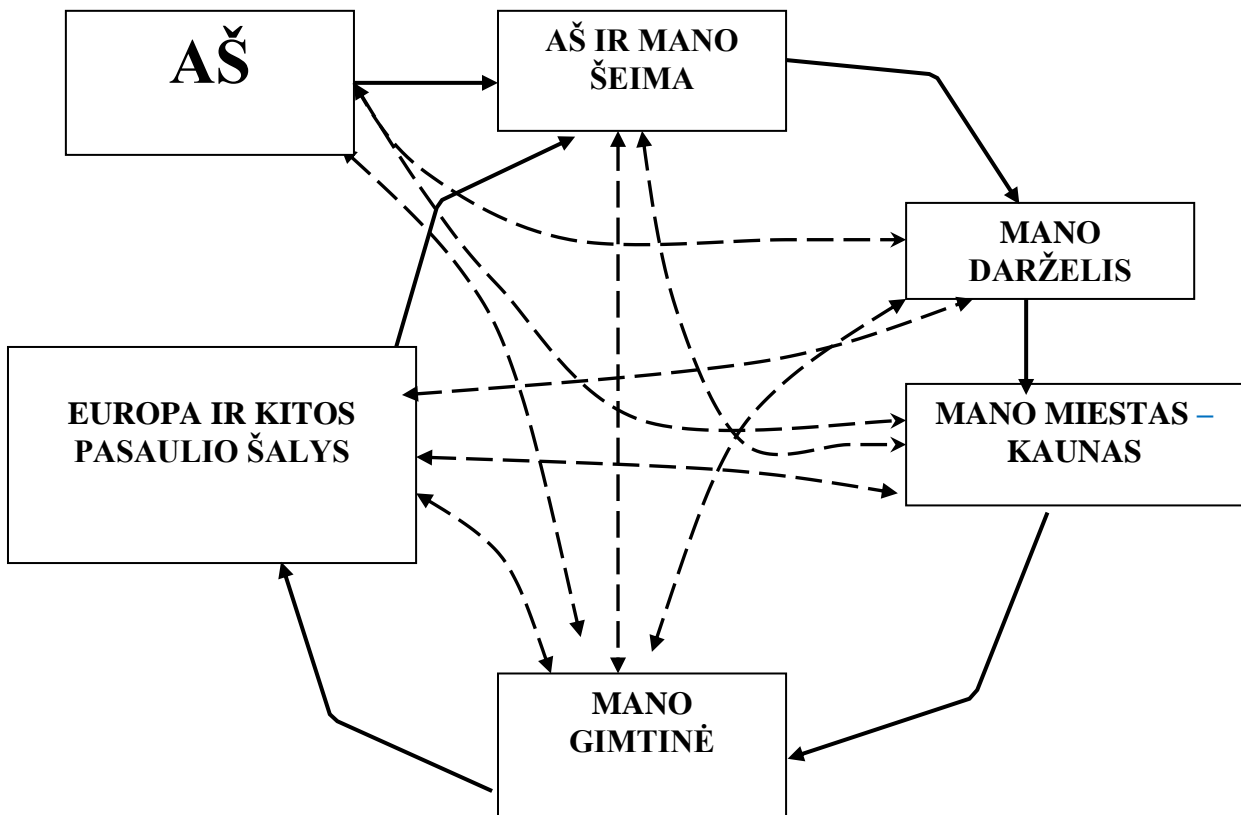 AŠ
AŠ IR MANO
ŠEIMA
MANO
DARŽELIS
EUROPA IR KITOS
PASAULIO ŠALYS
MANO MIESTAS –
KAUNAS
MANO
GIMTINĖ